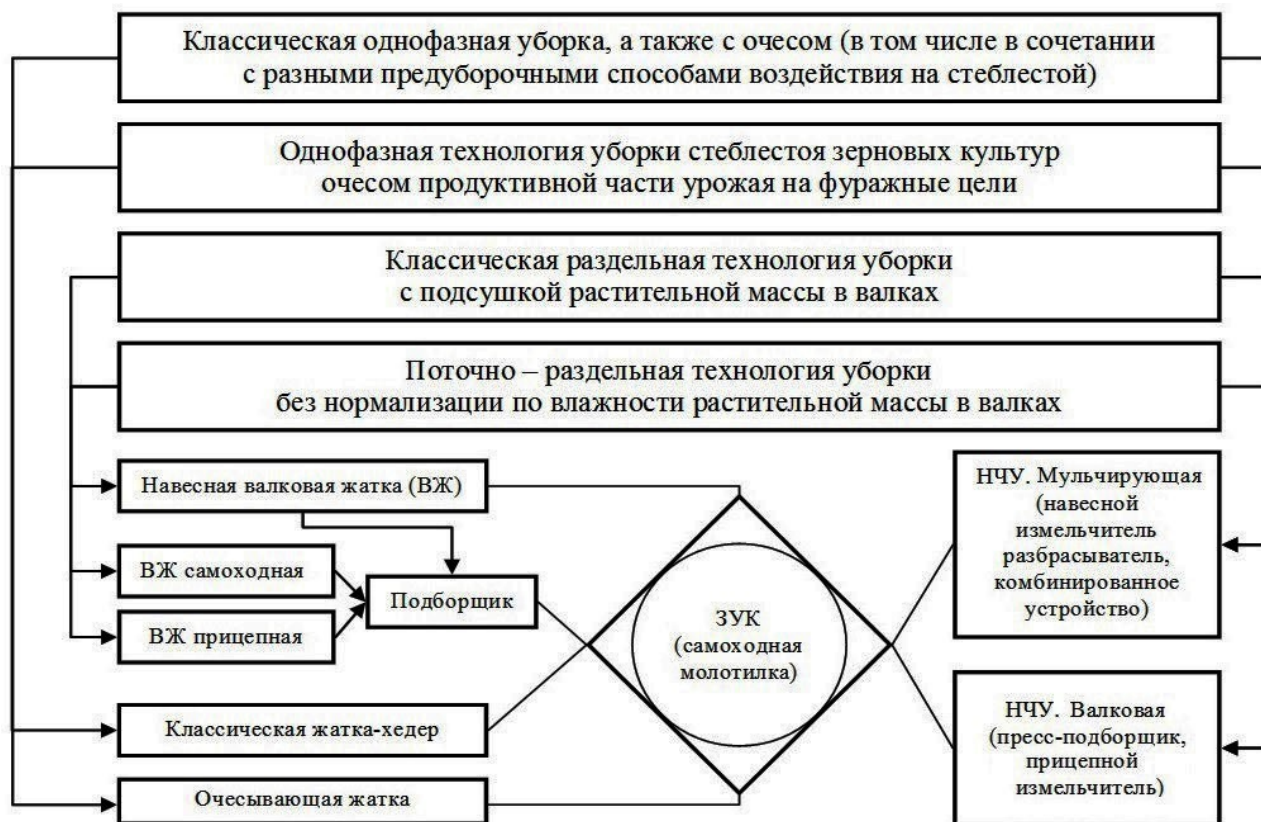 Классическая однофазная уборка, а также с очесом (в том числе в сочетании
с разными предуборочными способами воздействия на стеблестой)
Однофазная технология уборки стеблестоя зерновых культур
очесом продуктивной части урожая на фуражные цели
Классическая раздельная технология уборки
с подсушкой растительной массы в валках
Поточно – раздельная технология уборки
без нормализации по влажности растительной массы в валках
Навесная валковая жатка (ВЖ)
ВЖ самоходная
ВЖ прицепная
Подборщик
Классическая жатка-хедер
Очесывающая жатка
ЗУК
(самоходная
молотилка)
НЧУ. Мульчирующая
(навесной
измельчитель
разбрасыватель,
комбинированное
устройство)
НЧУ. Валковая
(пресс-подборщик,
прицепной
измельчитель)